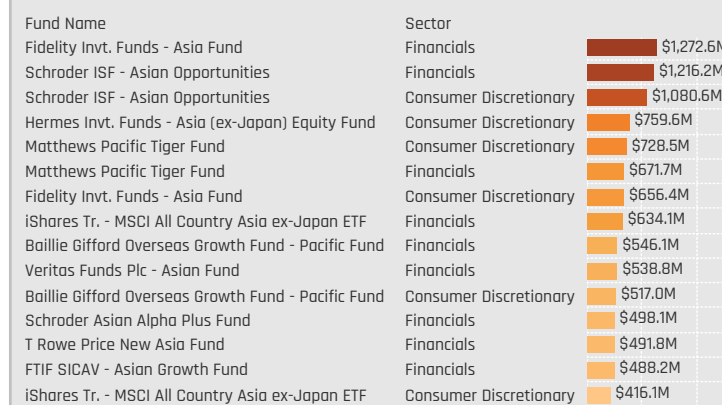 Fund Name Sector
Fidelity Invt. Funds - Asia Fund Financials $1,272.6M
Schroder ISF - Asian Opportunities Financials $1,216.2M
Schroder ISF - Asian Opportunities Consumer Discretionary $1,080.6M
Hermes Invt. Funds - Asia (ex-Japan) Equity Fund Consumer Discretionary $759.6M
Matthews Pacific Tiger Fund Consumer Discretionary $728.5M
Matthews Pacific Tiger Fund Financials $671.7M
Fidelity Invt. Funds - Asia Fund Consumer Discretionary $656.4M
iShares Tr. - MSCI All Country Asia ex-Japan ETF Financials $634.1M
Baillie Gifford Overseas Growth Fund - Pacific Fund Financials $546.1M
Veritas Funds Plc - Asian Fund Financials $538.8M
Baillie Gifford Overseas Growth Fund - Pacific Fund Consumer Discretionary $517.0M
Schroder Asian Alpha Plus Fund Financials $498.1M
T Rowe Price New Asia Fund Financials $491.8M
FTIF SICAV - Asian Growth Fund Financials $488.2M
iShares Tr. - MSCI All Country Asia ex-Japan ETF Consumer Discretionary $416.1M